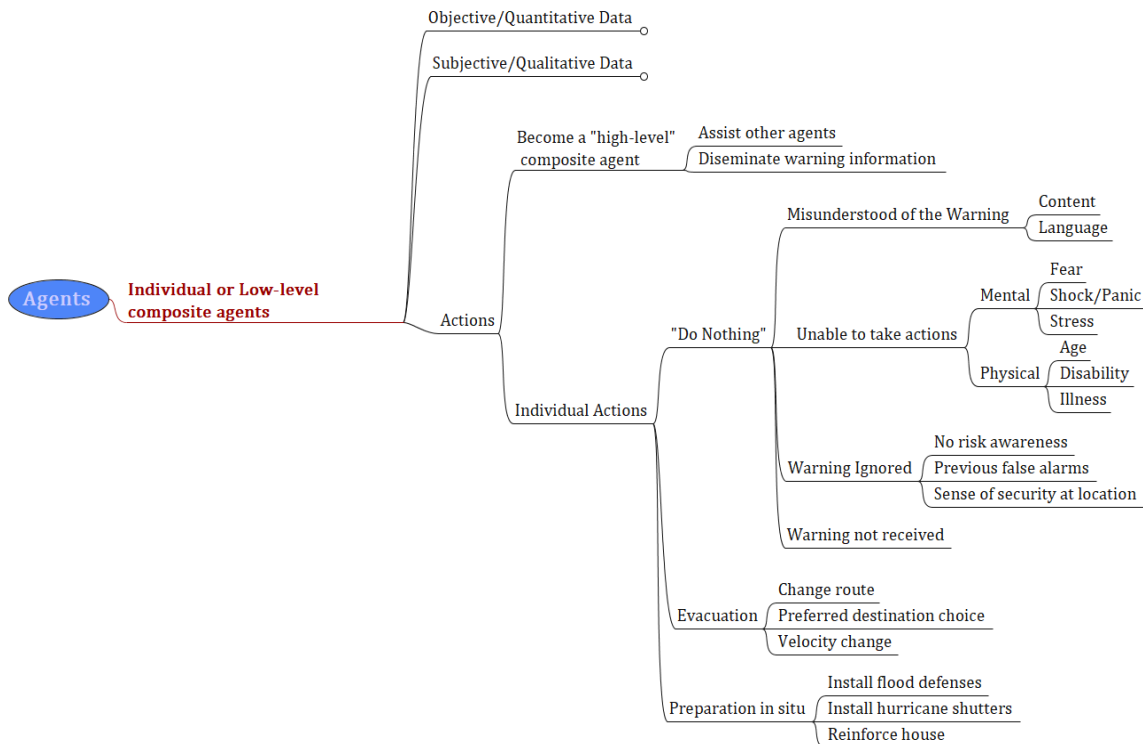 Objective/Quantitative Data
Subjective/Qualitative Data
Become a "high-level"
composite agent
Assist other agents
Diseminate warning information
Misunderstood of the Warning
Content
Language
Agents
Individual or Low-level
composite agents
Actions
"Do Nothing"
Unable to take actions
Mental
Fear
Shock/Panic
Stress
Physical
Age
Disability
Illness
Individual Actions
Warning Ignored
No risk awareness
Previous false alarms
Sense of security at location
Warning not received
Evacuation
Change route
Preferred destination choice
Velocity change
Preparation in situ
Install flood defenses
Install hurricane shutters
Reinforce house